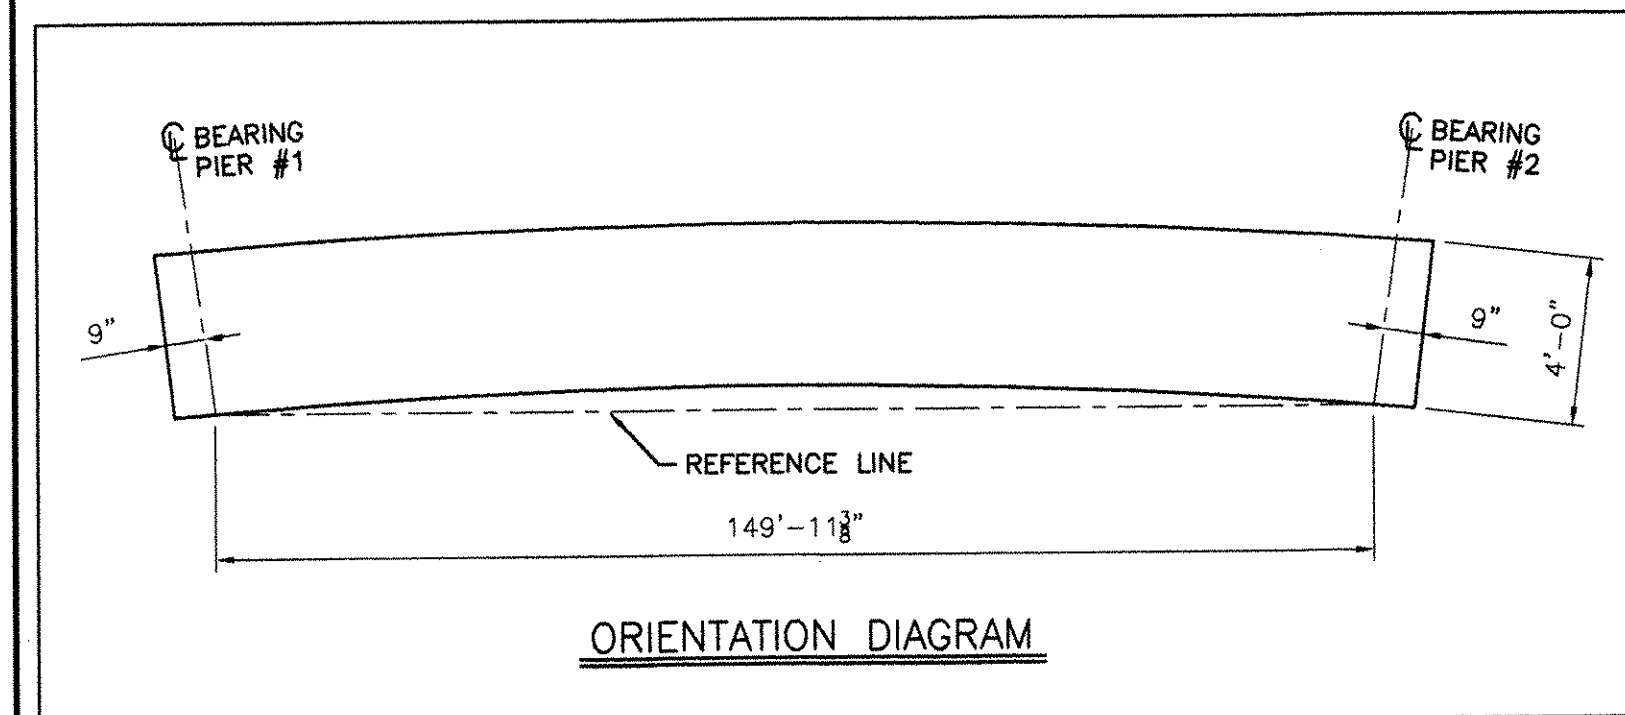 ℄ BEARING
PIER #1
℄ BEARING
PIER #2
9"
9"
4'-0"
REFERENCE LINE
149'-11⅜"
ORIENTATION DIAGRAM